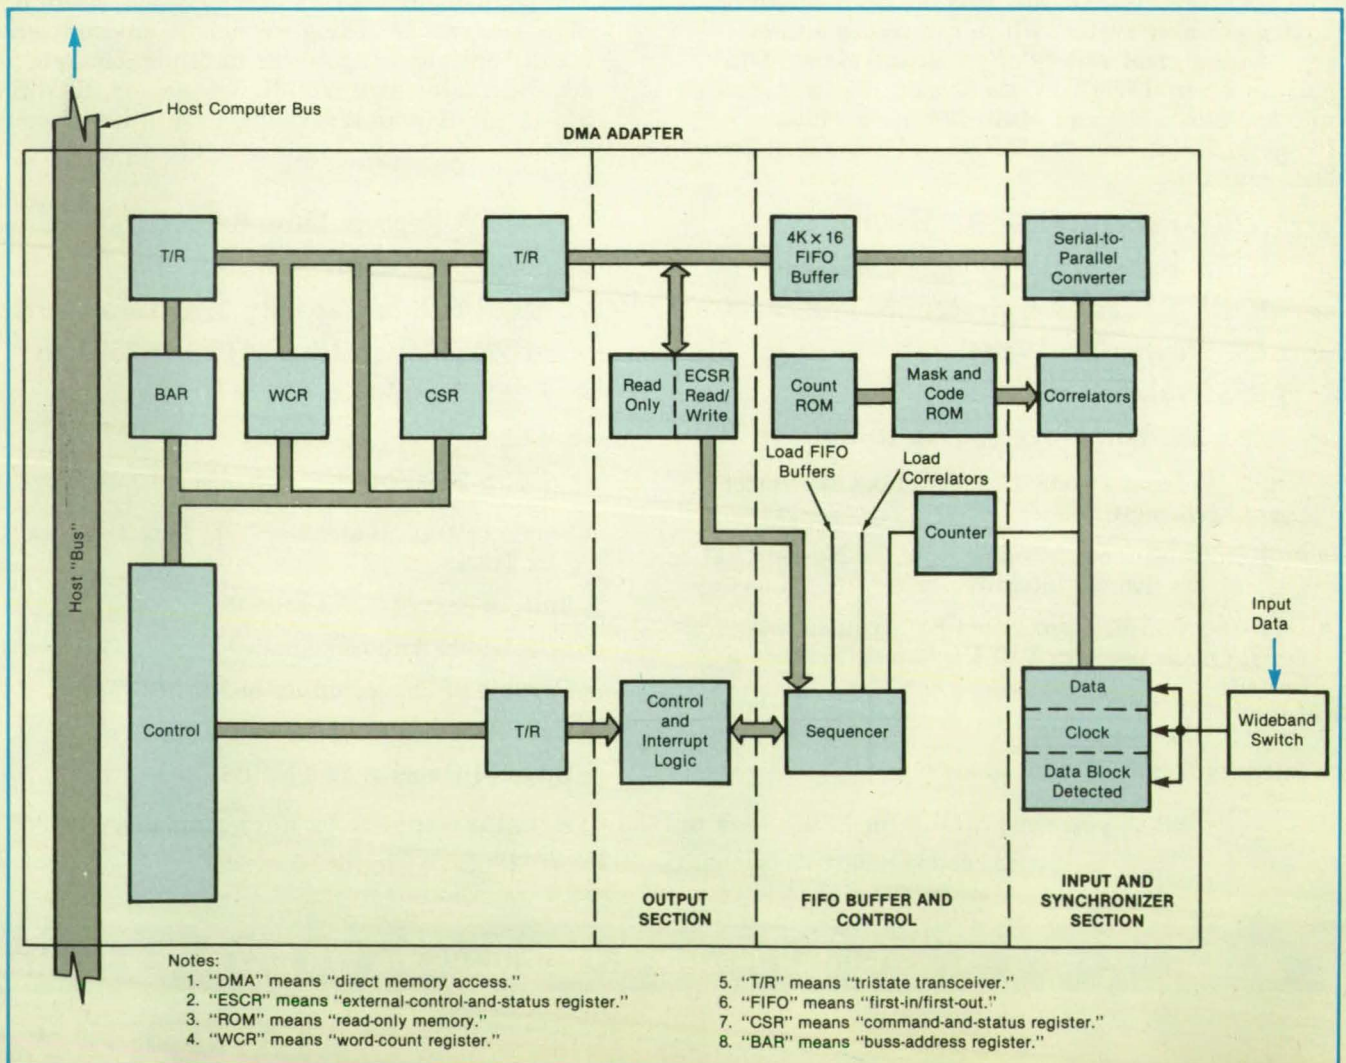 Host Computer Bus
DMA ADAPTER
T/R
T/R
4K × 16
FIFO
Buffer
Serial-to-
Parallel
Converter
BAR
WCR
CSR
Read
Only
ECSR
Read/
Write
Count
ROM
Mask and
Code
ROM
Correlators
Load FIFO
Buffers
Load
Correlators
Counter
Host "Bus"
Input
Data
Control
T/R
Control
and
Interrupt
Logic
Sequencer
Data
Clock
Data Block
Detected
Wideband
Switch
OUTPUT
SECTION
FIFO BUFFER AND
CONTROL
INPUT AND
SYNCHRONIZER
SECTION
Notes:
1. "DMA" means "direct memory access."
2. "ESCR" means "external-control-and-status register."
3. "ROM" means "read-only memory."
4. "WCR" means "word-count register."
5. "T/R" means "tristate transceiver."
6. "FIFO" means "first-in/first-out."
7. "CSR" means "command-and-status register."
8. "BAR" means "buss-address register."